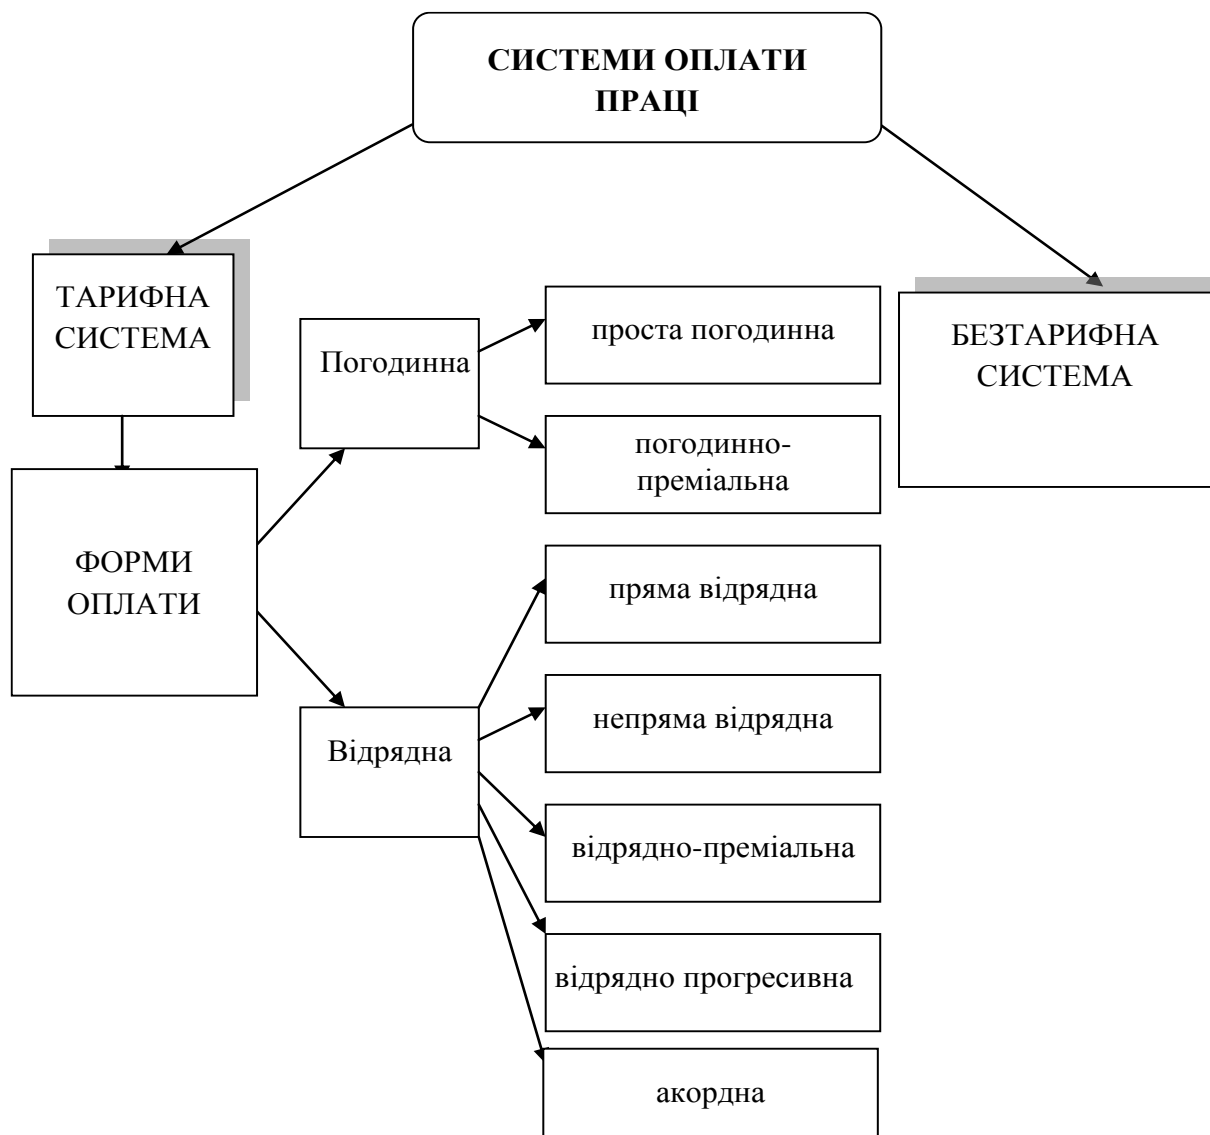 СИСТЕМИ ОПЛАТИ
ПРАЦІ
ТАРИФНА
СИСТЕМА
Погодинна
проста погодинна
БЕЗТАРИФНА
СИСТЕМА
погодинно-
преміальна
ФОРМИ
ОПЛАТИ
пряма відрядна
непряма відрядна
Відрядна
відрядно-преміальна
відрядно прогресивна
акордна